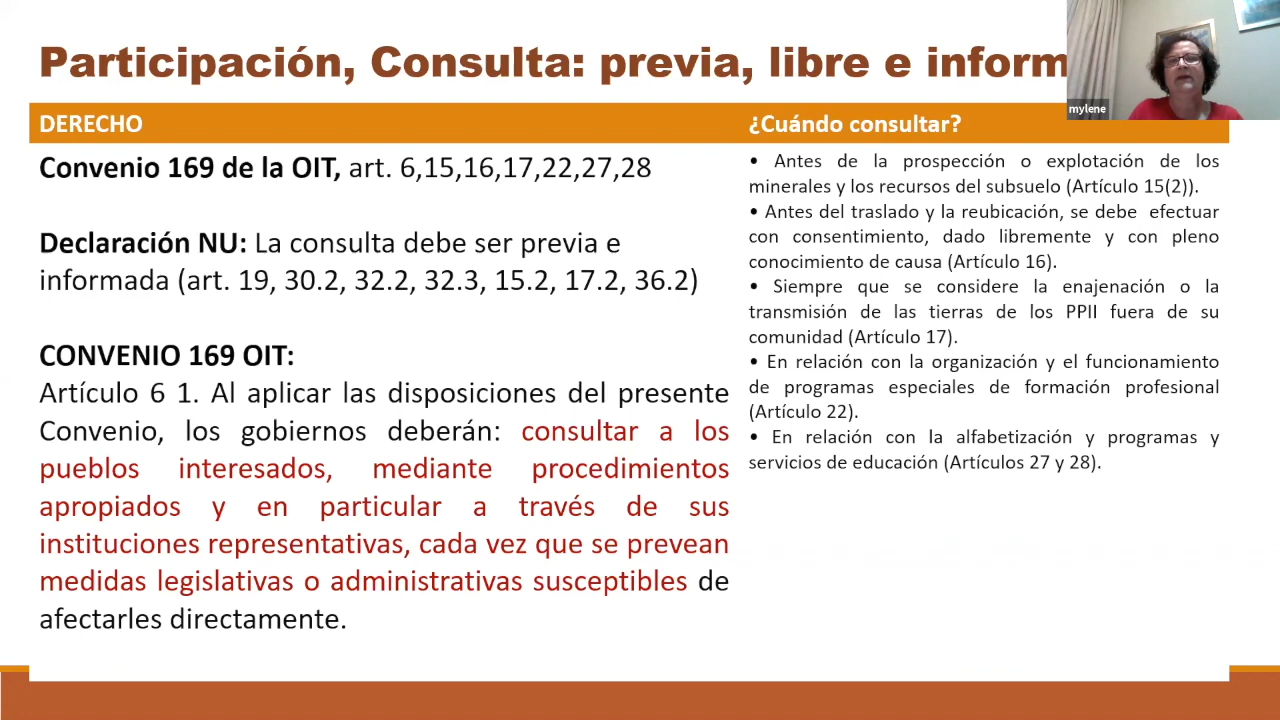 Participación, Consulta: previa, libre e inform
mylene
DERECHO
¿Cuándo consultar?
Convenio 169 de la OIT, art. 6,15,16,17,22,27,28
Declaración NU: La consulta debe ser previa e
informada (art. 19, 30.2, 32.2, 32.3, 15.2, 17.2, 36.2)
CONVENIO 169 OIT:
Artículo 6 1. Al aplicar las disposiciones del presente
Convenio, los gobiernos deberán: consultar a los
pueblos interesados, mediante procedimientos
apropiados y en particular a través de sus
instituciones representativas, cada vez que se prevean
medidas legislativas o administrativas susceptibles de
afectarles directamente.
• Antes de la prospección o explotación de los
minerales y los recursos del subsuelo (Artículo 15(2)).
• Antes del traslado y la reubicación, se debe efectuar
con consentimiento, dado libremente y con pleno
conocimiento de causa (Artículo 16).
• Siempre que se considere la enajenación o la
transmisión de las tierras de los PPII fuera de su
comunidad (Artículo 17).
• En relación con la organización y el funcionamiento
de programas especiales de formación profesional
(Artículo 22).
• En relación con la alfabetización y programas y
servicios de educación (Artículos 27 y 28).